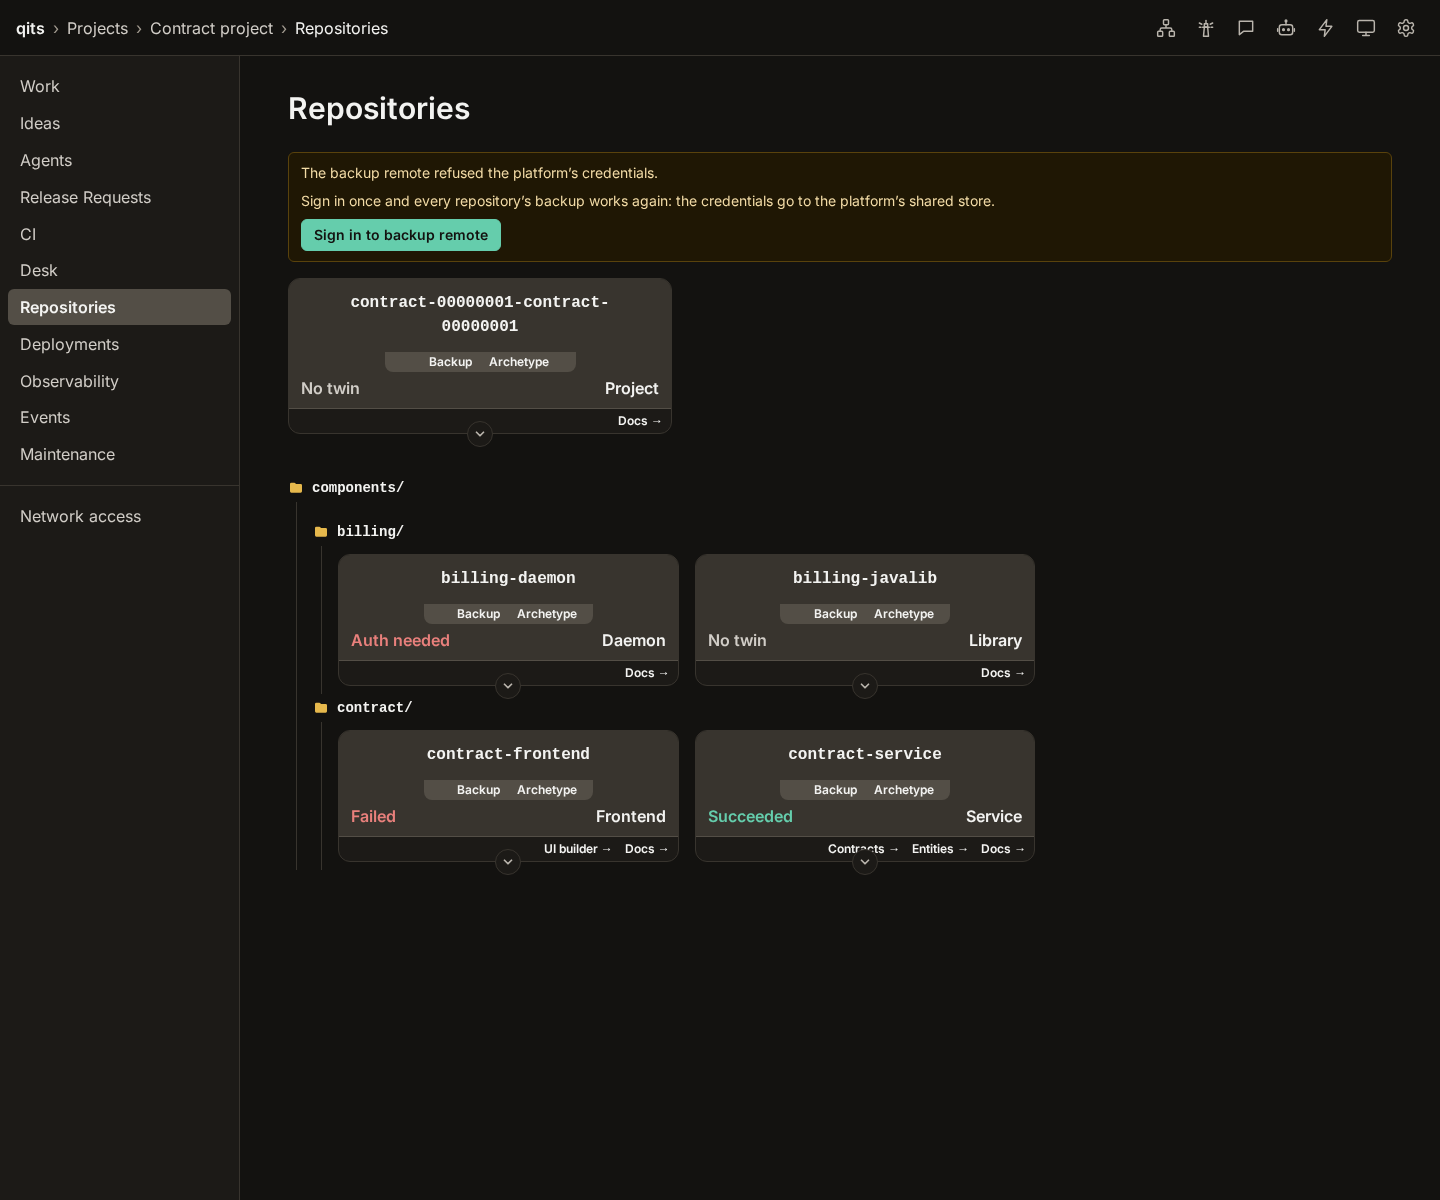 qits › Projects › Contract project › Repositories
Work
Ideas
Agents
Release Requests
CI
Desk
Repositories
Deployments
Observability
Events
Maintenance
Network access
Repositories
The backup remote refused the platform’s credentials.
Sign in once and every repository’s backup works again: the credentials go to the platform’s shared store.
Sign in to backup remote
contract-00000001-contract-
00000001
Backup Archetype
No twin Project
Docs →
components/
billing/
billing-daemon
Backup Archetype
Auth needed Daemon
Docs →
billing-javalib
Backup Archetype
No twin Library
Docs →
contract/
contract-frontend
Backup Archetype
Failed Frontend
UI builder → Docs →
contract-service
Backup Archetype
Succeeded Service
Contracts → Entities → Docs →